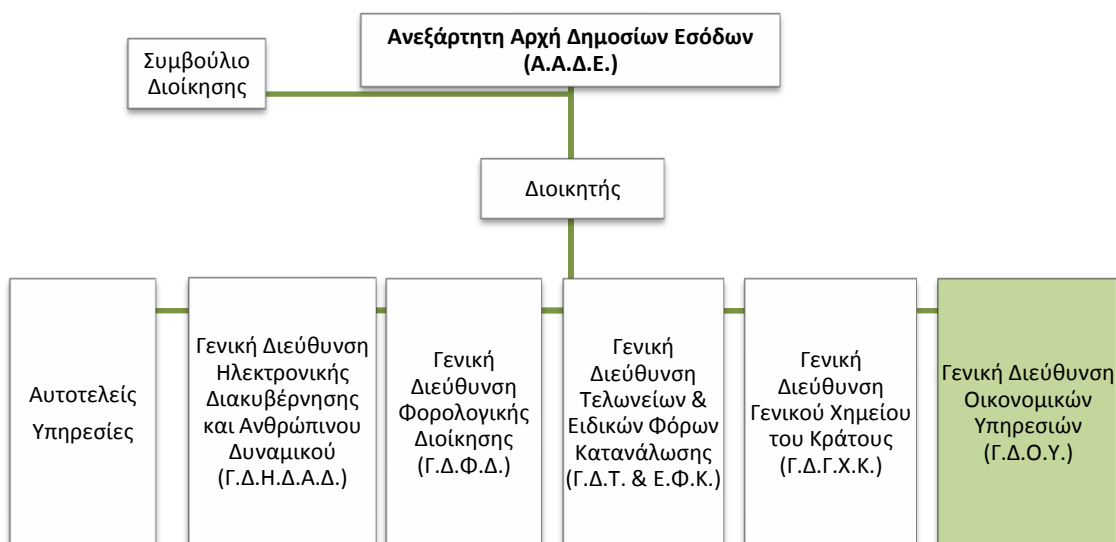 Ανεξάρτητη Αρχή Δημοσίων Εσόδων
(Α.Α.Δ.Ε.)
Συμβούλιο
Διοίκησης
Διοικητής
Αυτοτελείς
Υπηρεσίες
Γενική Διεύθυνση
Ηλεκτρονικής
Διακυβέρνησης
και Ανθρώπινου
Δυναμικού
(Γ.Δ.Η.Δ.Α.Δ.)
Γενική
Διεύθυνση
Φορολογικής
Διοίκησης
(Γ.Δ.Φ.Δ.)
Γενική
Διεύθυνση
Τελωνείων &
Ειδικών Φόρων
Κατανάλωσης
(Γ.Δ.Τ. & Ε.Φ.Κ.)
Γενική
Διεύθυνση
Γενικού Χημείου
του Κράτους
(Γ.Δ.Γ.Χ.Κ.)
Γενική Διεύθυνση
Οικονομικών
Υπηρεσιών
(Γ.Δ.Ο.Υ.)